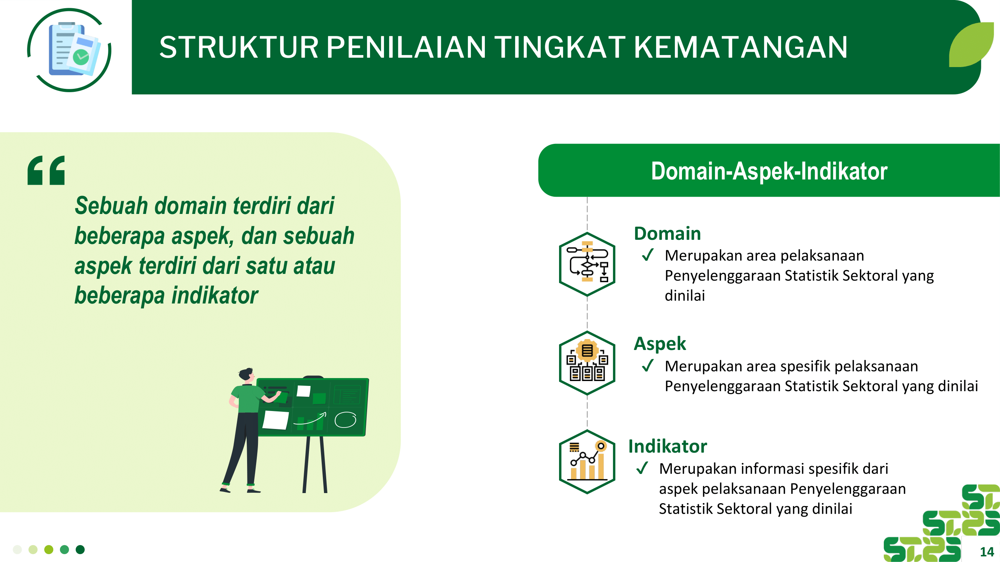 STRUKTUR PENILAIAN TINGKAT KEMATANGAN
“
Sebuah domain terdiri dari
beberapa aspek, dan sebuah
aspek terdiri dari satu atau
beberapa indikator
Domain-Aspek-Indikator
Domain
✓ Merupakan area pelaksanaan
Penyelenggaraan Statistik Sektoral yang
dinilai
Aspek
✓ Merupakan area spesifik pelaksanaan
Penyelenggaraan Statistik Sektoral yang dinilai
Indikator
✓ Merupakan informasi spesifik dari
aspek pelaksanaan Penyelenggaraan
Statistik Sektoral yang dinilai
14